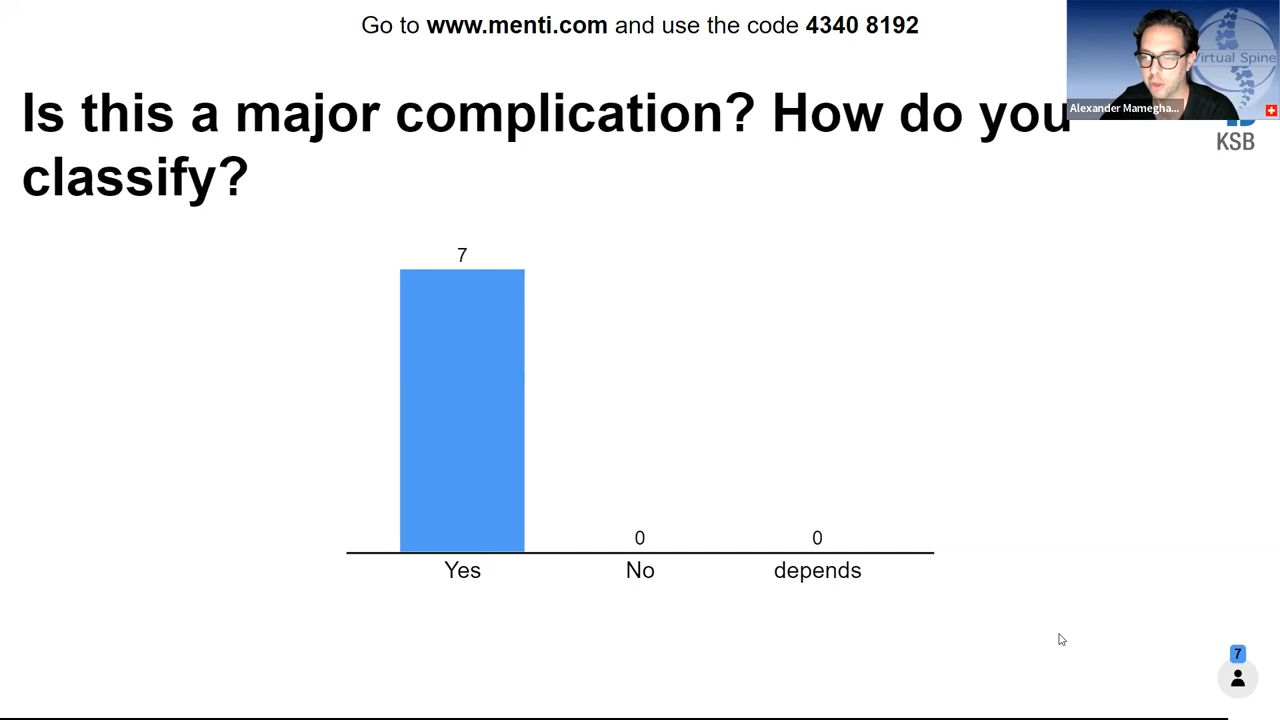 Go to www.menti.com and use the code 4340 8192
Virtual Spine
Alexander Mamegha...
KSB
Is this a major complication? How do you
classify?
7
0
0
Yes
No
depends
7